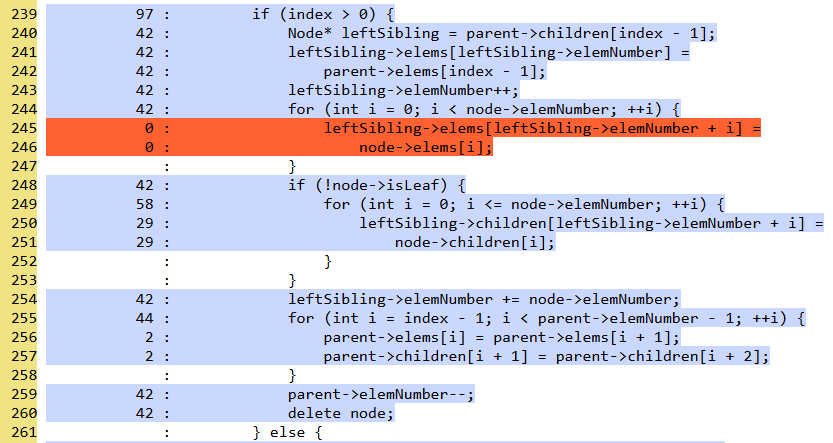 239 97 : if (index > 0) {
240 42 : Node* leftSibling = parent->children[index - 1];
241 42 : leftSibling->elems[leftSibling->elemNumber] =
242 42 : parent->elems[index - 1];
243 42 : leftSibling->elemNumber++;
244 42 : for (int i = 0; i < node->elemNumber; ++i) {
245 0 : leftSibling->elems[leftSibling->elemNumber + i] =
246 0 : node->elems[i];
247 : }
248 42 : if (!node->isLeaf) {
249 58 : for (int i = 0; i <= node->elemNumber; ++i) {
250 29 : leftSibling->children[leftSibling->elemNumber + i] =
251 29 : node->children[i];
252 : }
253 : }
254 42 : leftSibling->elemNumber += node->elemNumber;
255 44 : for (int i = index - 1; i < parent->elemNumber - 1; ++i) {
256 2 : parent->elems[i] = parent->elems[i + 1];
257 2 : parent->children[i + 1] = parent->children[i + 2];
258 : }
259 42 : parent->elemNumber--;
260 42 : delete node;
261 : } else {